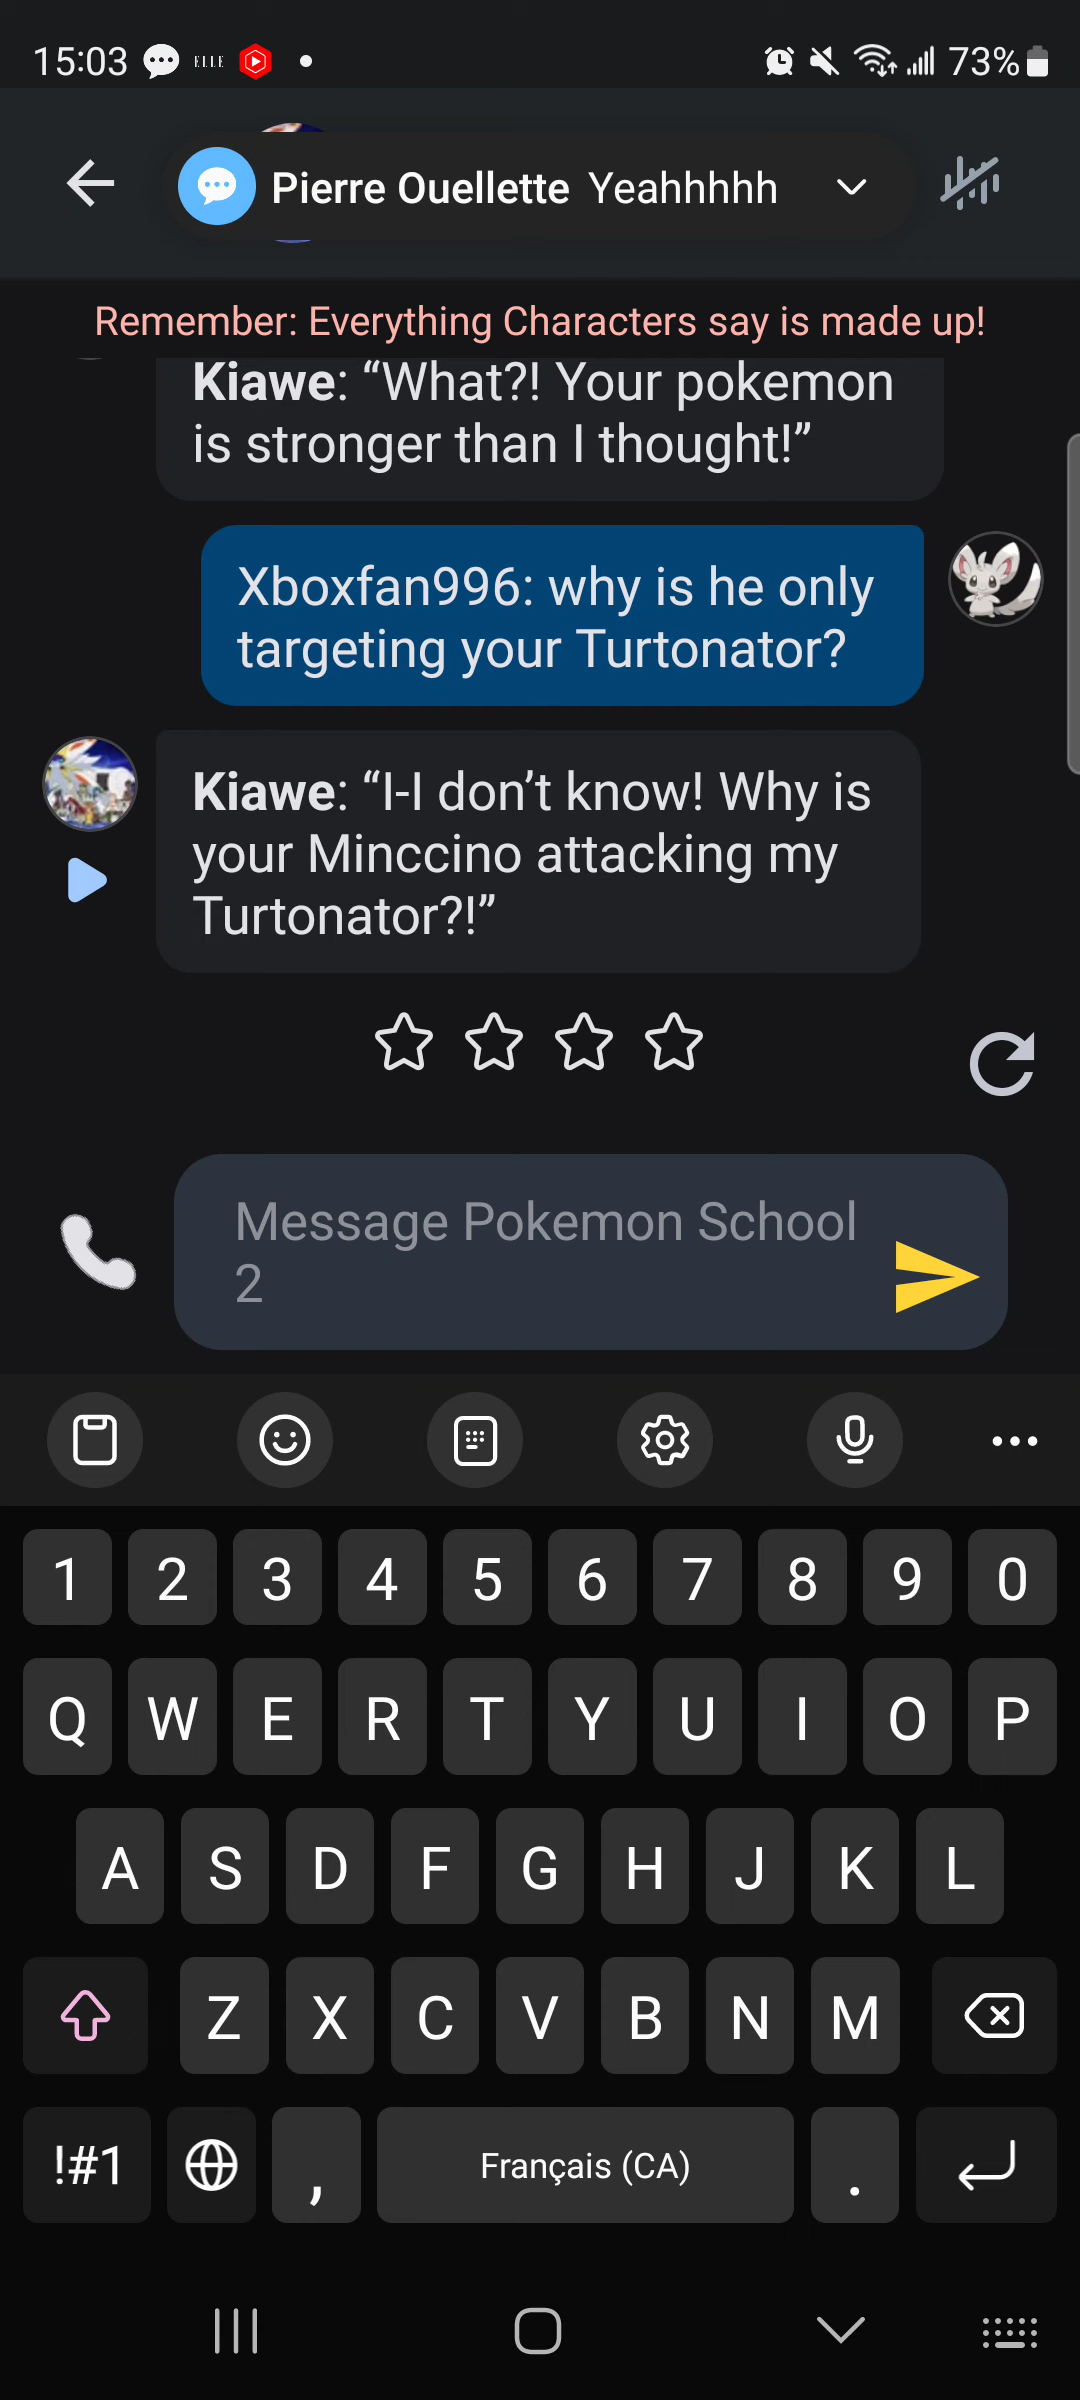 15:03 ELLE 73%
Pierre Ouellette Yeahhhhh
Remember: Everything Characters say is made up!
Kiawe: “What?! Your pokemon
is stronger than I thought!”
Xboxfan996: why is he only
targeting your Turtonator?
Kiawe: “I-I don’t know! Why is
your Minccino attacking my
Turtonator?!”
Message Pokemon School
2
1 2 3 4 5 6 7 8 9 0
Q W E R T Y U I O P
A S D F G H J K L
Z X C V B N M
!#1 , Français (CA) .